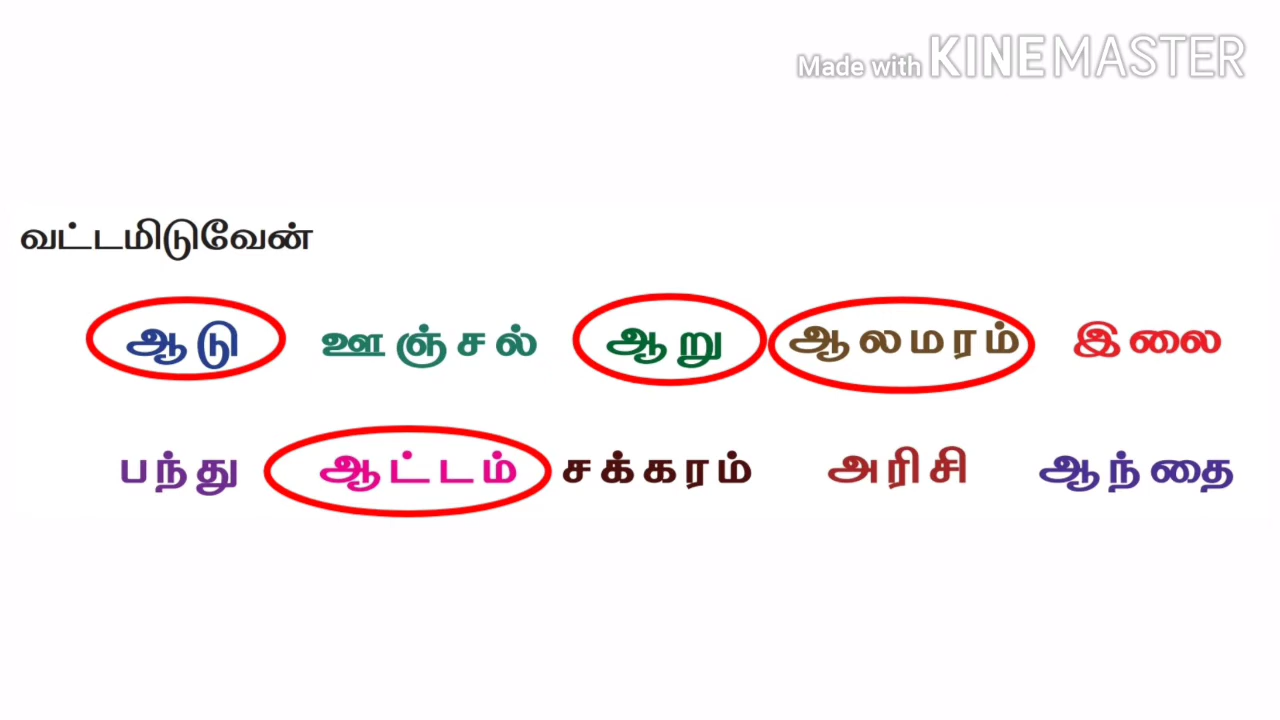 Made with KINEMASTER
வட்டமிடுவேன்
ஆடு ஊஞ்சல் ஆறு ஆலமரம் இலை
பந்து ஆட்டம் சக்கரம் அரிசி ஆந்தை